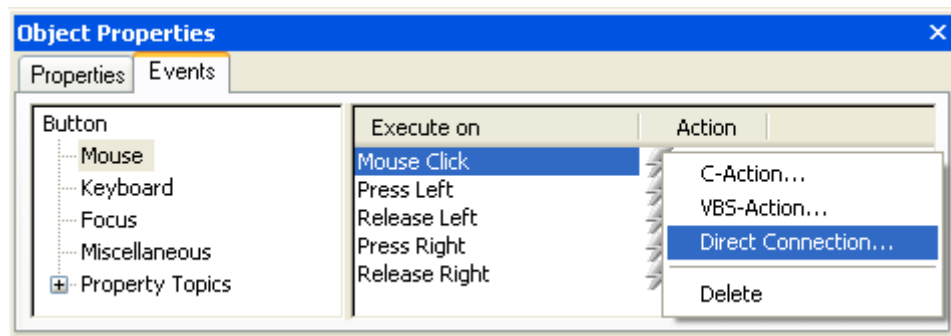 Object Properties
Properties Events
Button
Mouse
Keyboard
Focus
Miscellaneous
Property Topics
Execute on Action
Mouse Click
Press Left
Release Left
Press Right
Release Right
C-Action...
VBS-Action...
Direct Connection...
Delete